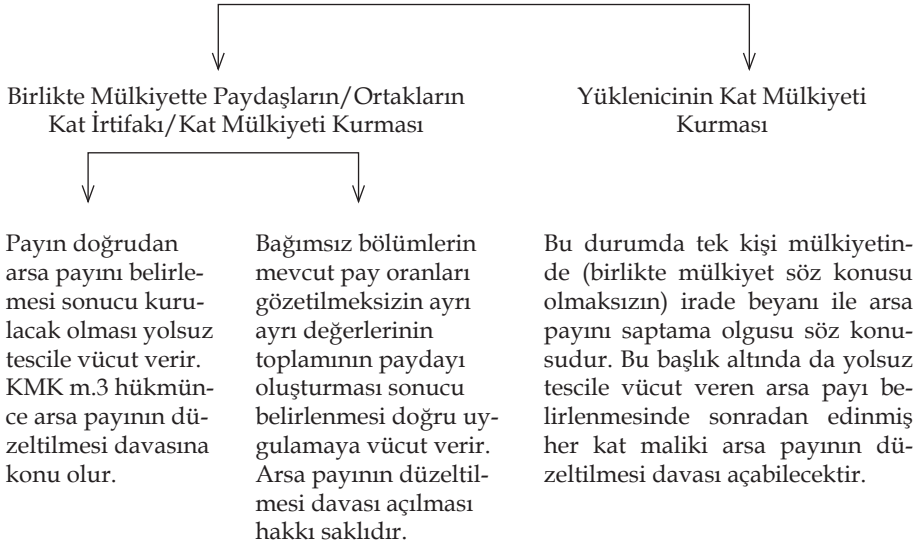 Birlikte Mülkiyette Paydaşların/Ortakların
Kat İrtifakı/Kat Mülkiyeti Kurması
Yüklenicinin Kat Mülkiyeti
Kurması
Payın doğrudan
arsa payını belirle-
mesi sonucu kuru-
lacak olması yolsuz
tescile vücut verir.
KMK m.3 hükmün-
ce arsa payının dü-
zeltilmesi davasına
konu olur.
Bağımsız bölümlerin
mevcut pay oranları
gözetilmeksizin ayrı
ayrı değerlerinin
toplamının paydayı
oluşturması sonucu
belirlenmesi doğru uy-
gulamaya vücut verir.
Arsa payının düzeltil-
mesi davası açılması
hakkı saklıdır.
Bu durumda tek kişi mülkiyetin-
de (birlikte mülkiyet söz konusu
olmaksızın) irade beyanı ile arsa
payını saptama olgusu söz konu-
sudur. Bu başlık altında da yolsuz
tescile vücut veren arsa payı be-
lirlenmesinde sonradan edinmiş
her kat maliki arsa payının dü-
zeltilmesi davası açabilecektir.